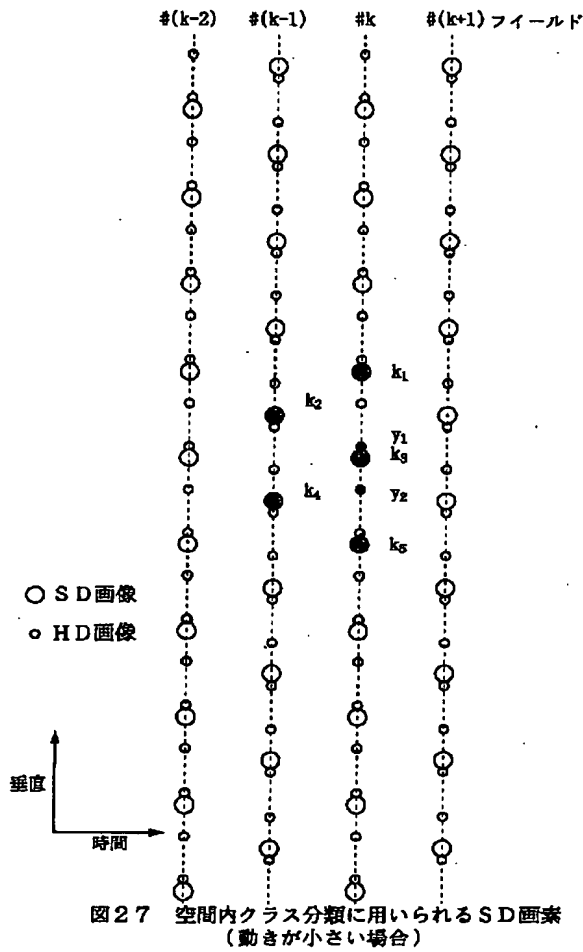 #(k-2) #(k-1) #k #(k+1) フィールド
k₁
k₂
y₁
k₃
k₄ y₂
k₅
○ ＳＤ画像
○ ＨＤ画像
垂直
時間
図２７ 空間内クラス分類に用いられるＳＤ画素
（動きが小さい場合）